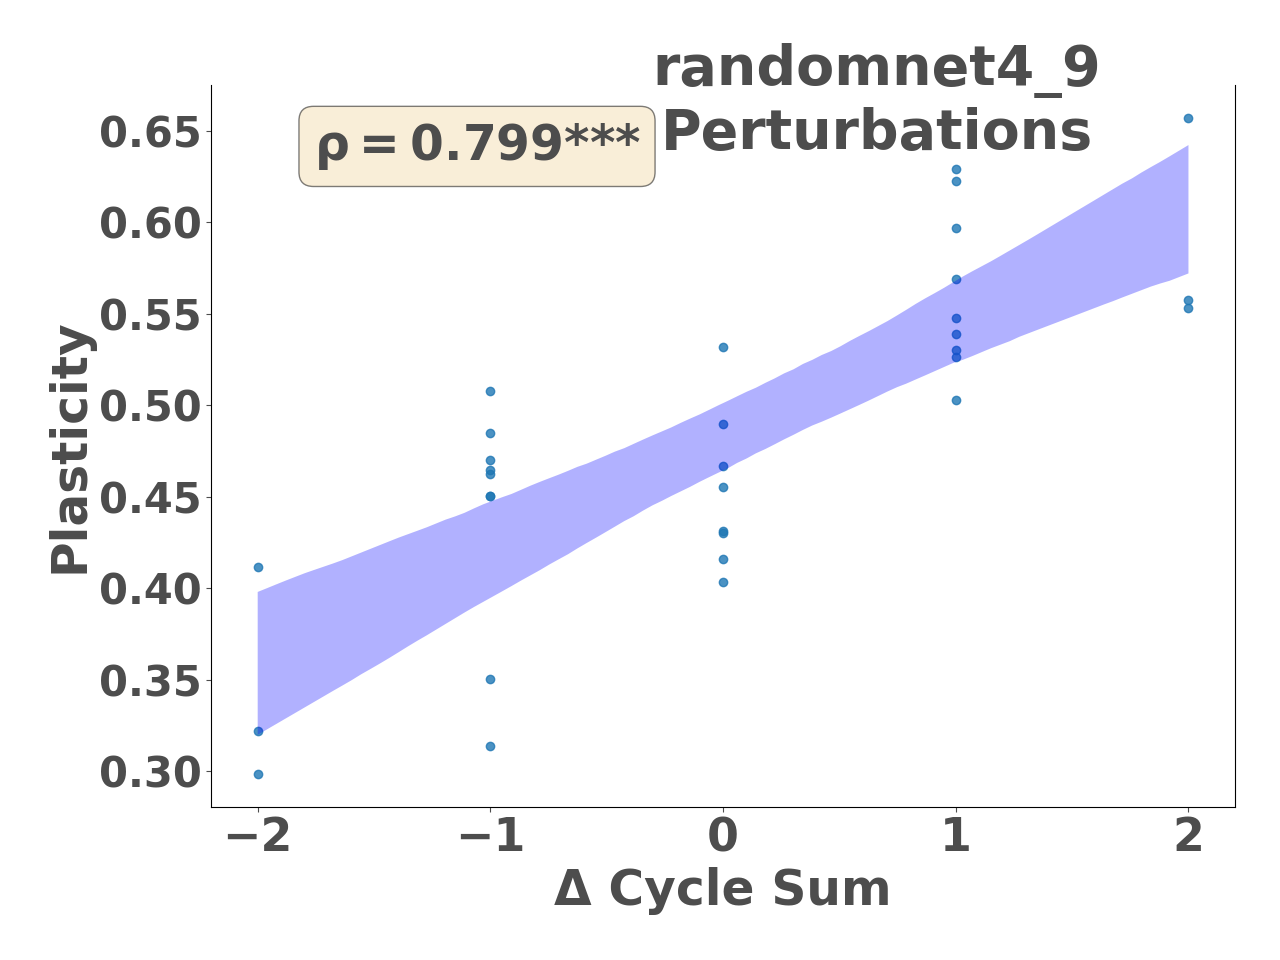 randomnet4_9
Perturbations
ρ = 0.799***
Plasticity
0.65
0.60
0.55
0.50
0.45
0.40
0.35
0.30
−2 −1 0 1 2
Δ Cycle Sum